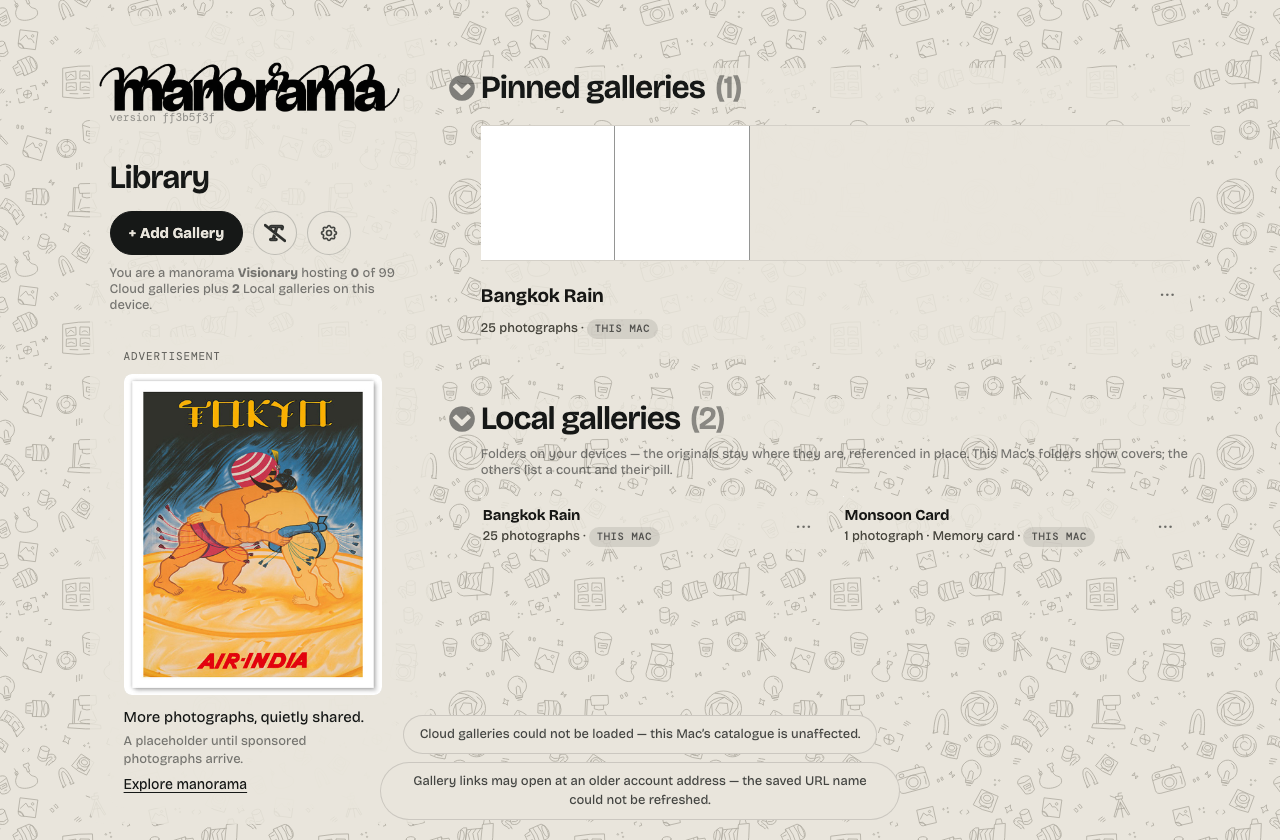 manorama
version ff3b5f3f
Library
+ Add Gallery
You are a manorama Visionary hosting 0 of 99
Cloud galleries plus 2 Local galleries on this
device.
ADVERTISEMENT
TOKYO
AIR-INDIA
More photographs, quietly shared.
A placeholder until sponsored
photographs arrive.
Explore manorama
Pinned galleries (1)
Bangkok Rain
25 photographs · THIS MAC
Local galleries (2)
Folders on your devices — the originals stay where they are, referenced in place. This Mac's folders show covers; the
others list a count and their pill.
Bangkok Rain
25 photographs · THIS MAC
Monsoon Card
1 photograph · Memory card · THIS MAC
Cloud galleries could not be loaded — this Mac's catalogue is unaffected.
Gallery links may open at an older account address — the saved URL name
could not be refreshed.